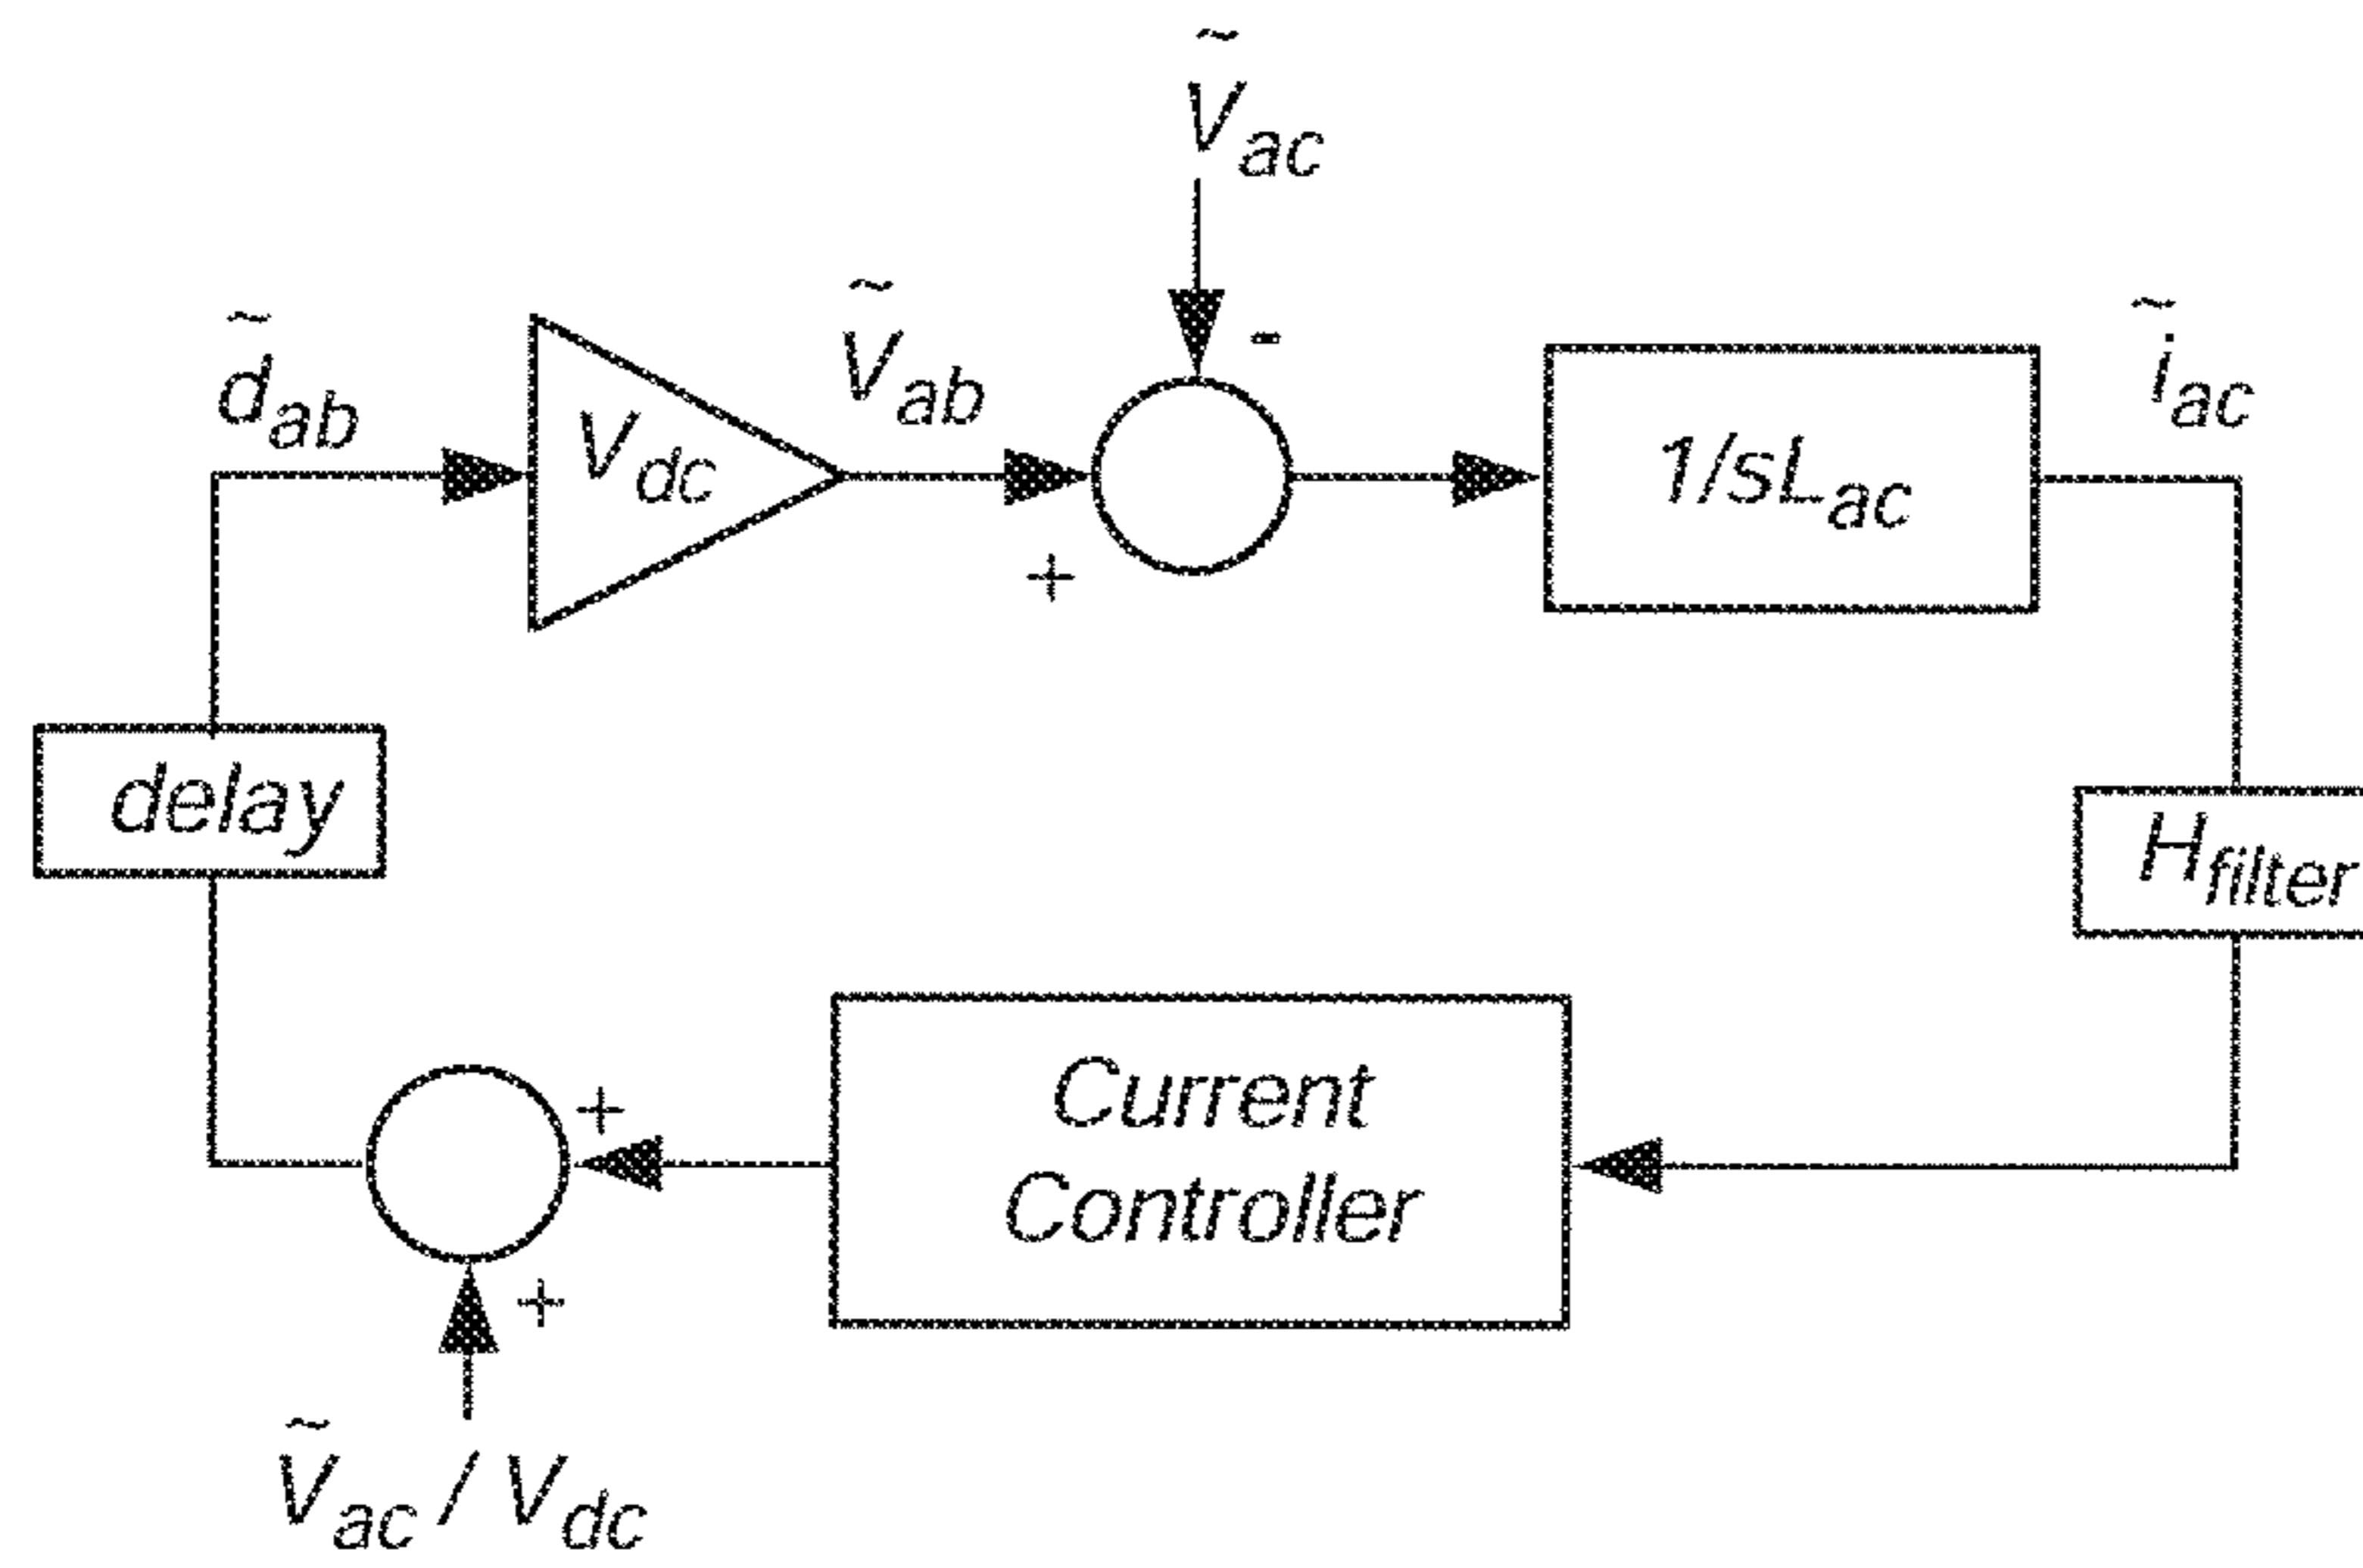 Ṽac
d̃ab
Vdc
Ṽab
-
+
1/sLac
ĩac
delay
Hfilter
Current
Controller
+
+
Ṽac / Vdc